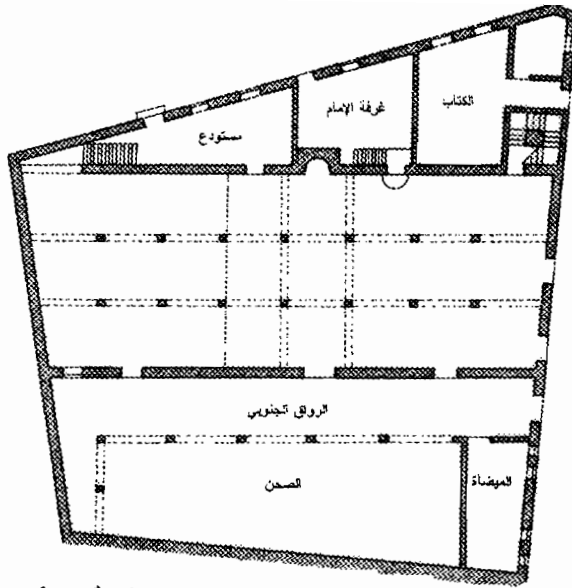 الكتاب
غرفة الإمام
مستودع
الرواق الجنوبي
الميضأة
الصحن